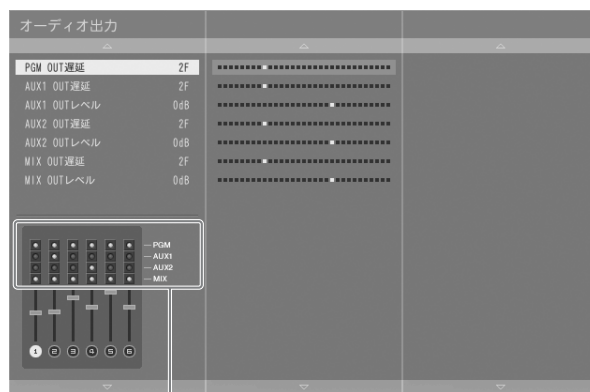 オーディオ出力
PGM OUT遅延 2F
AUX1 OUT遅延 2F
AUX1 OUTレベル 0dB
AUX2 OUT遅延 2F
AUX2 OUTレベル 0dB
MIX OUT遅延 2F
MIX OUTレベル 0dB
PGM
AUX1
AUX2
MIX
1 2 3 4 5 6